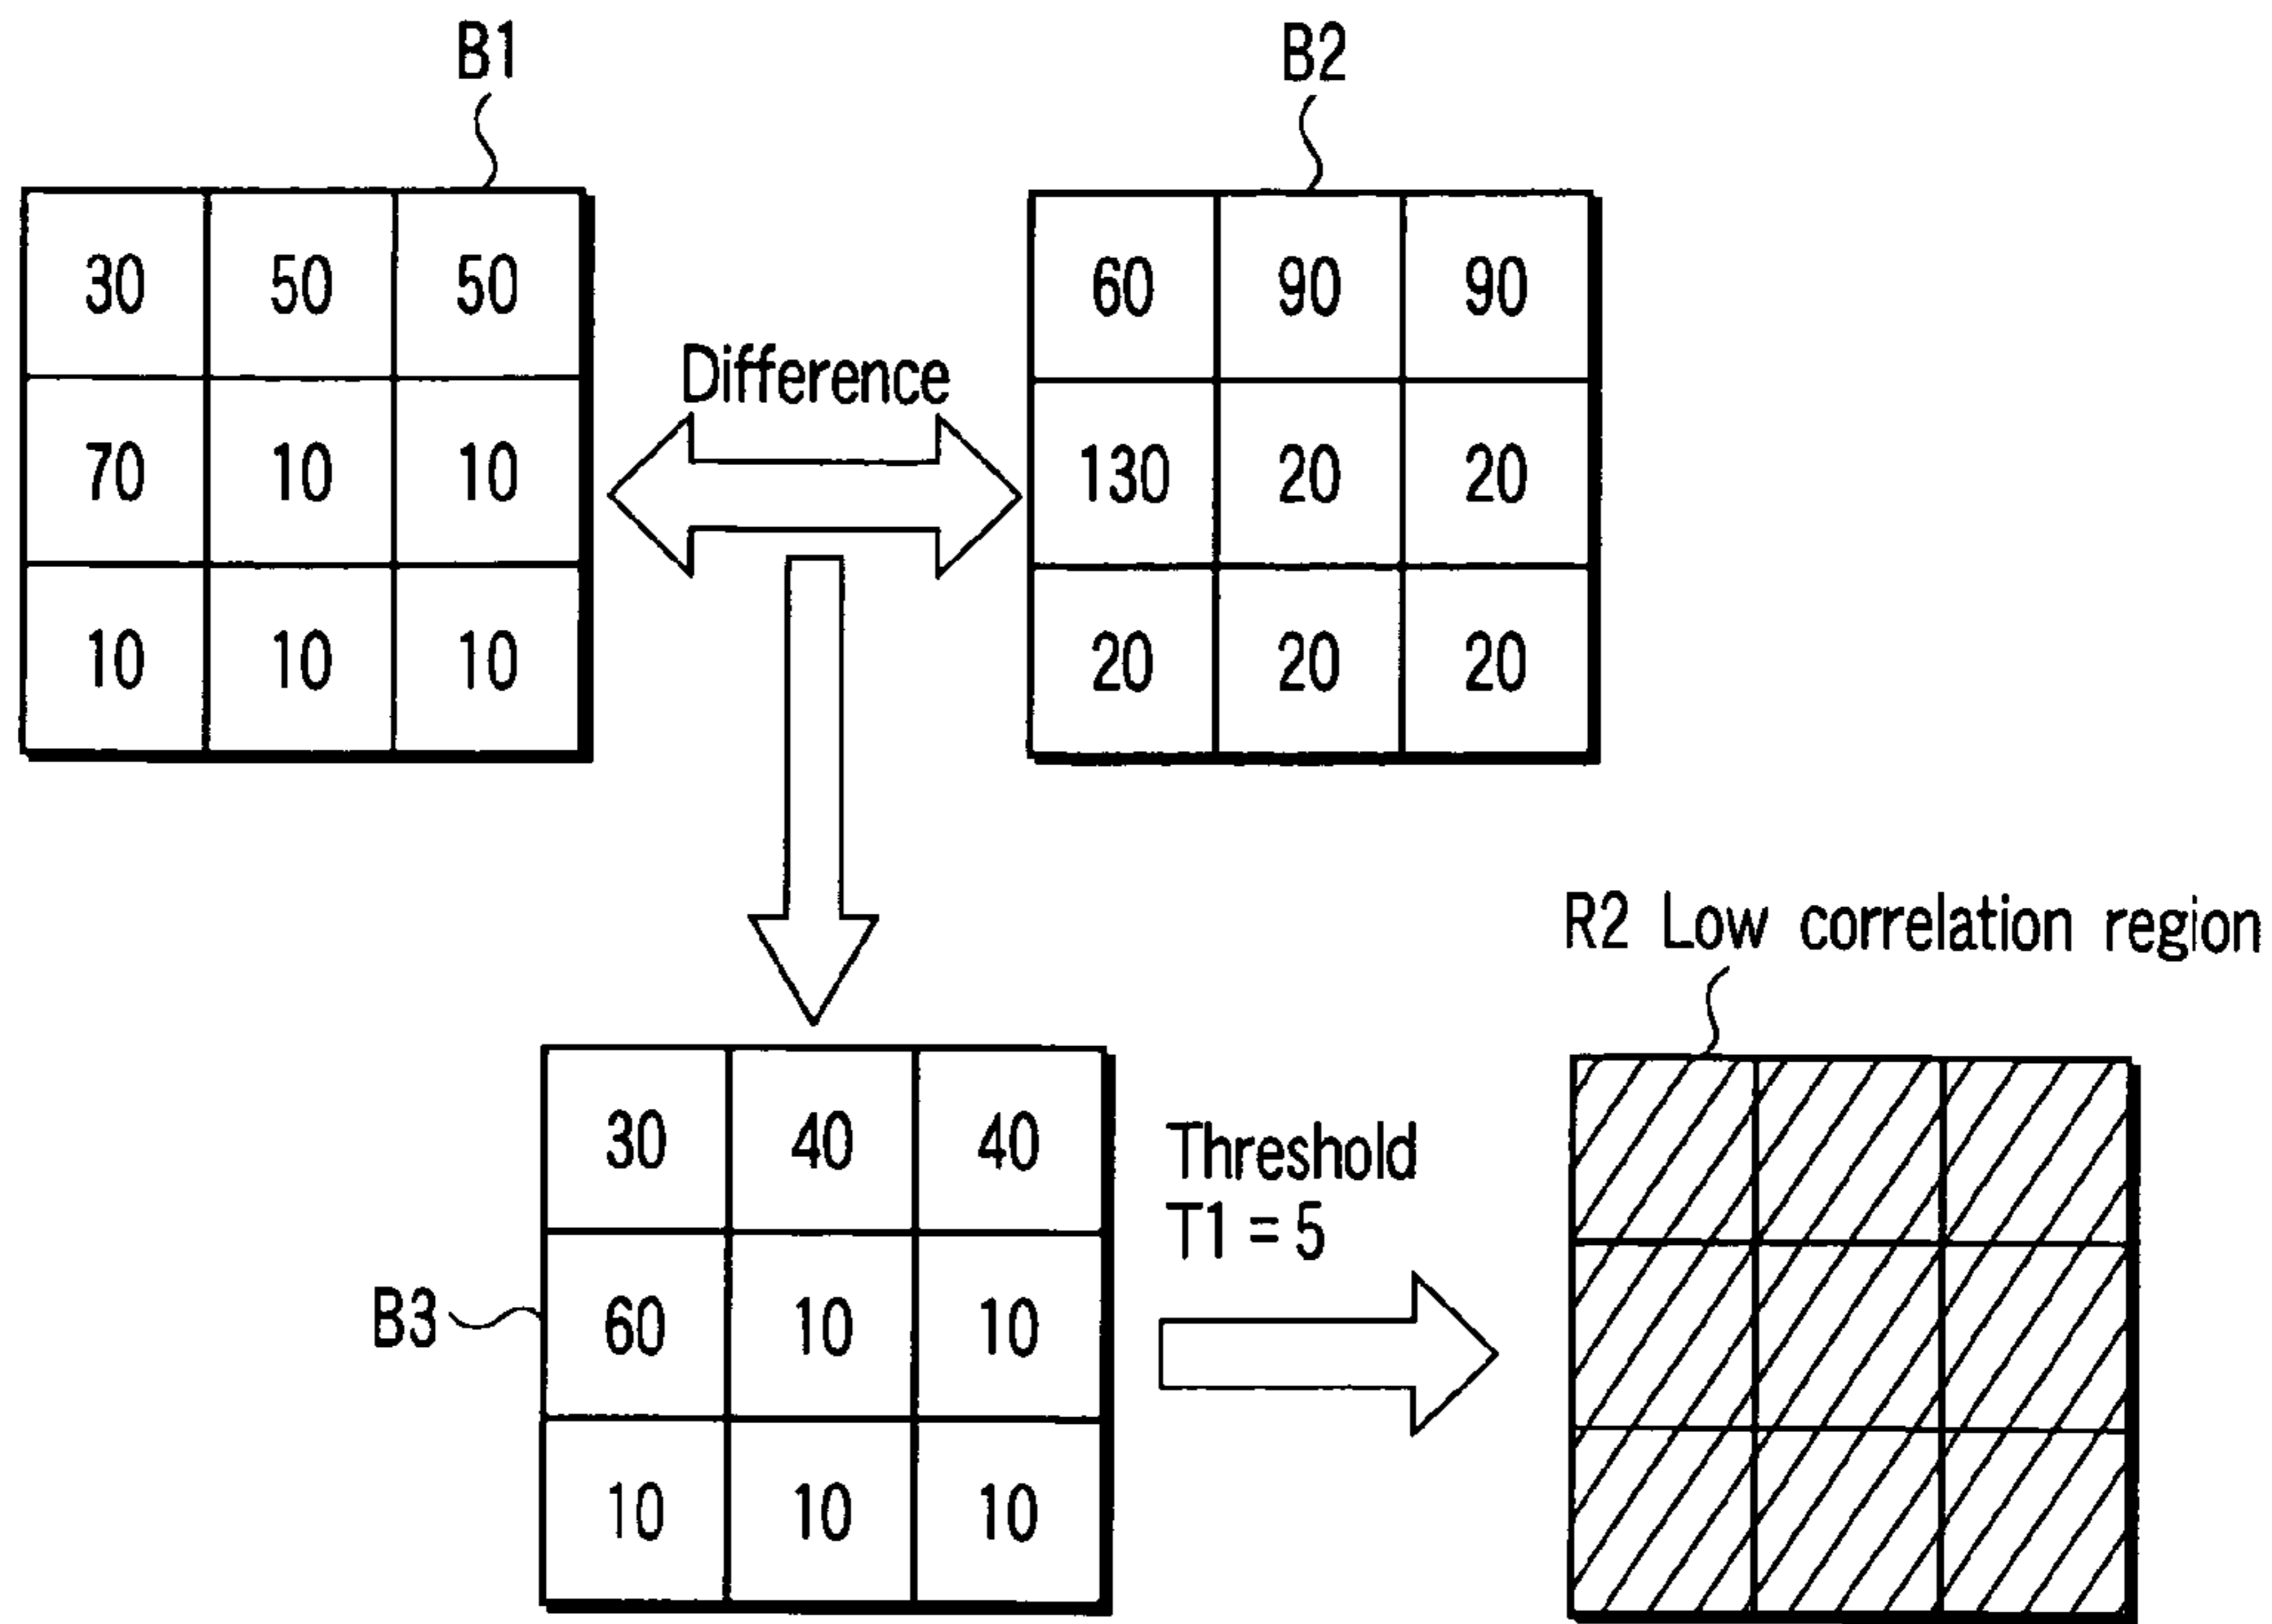 B1
B2
30 50 50
70 10 10
10 10 10
Difference
60 90 90
130 20 20
20 20 20
R2 Low correlation region
B3
30 40 40
60 10 10
10 10 10
Threshold
T1 = 5